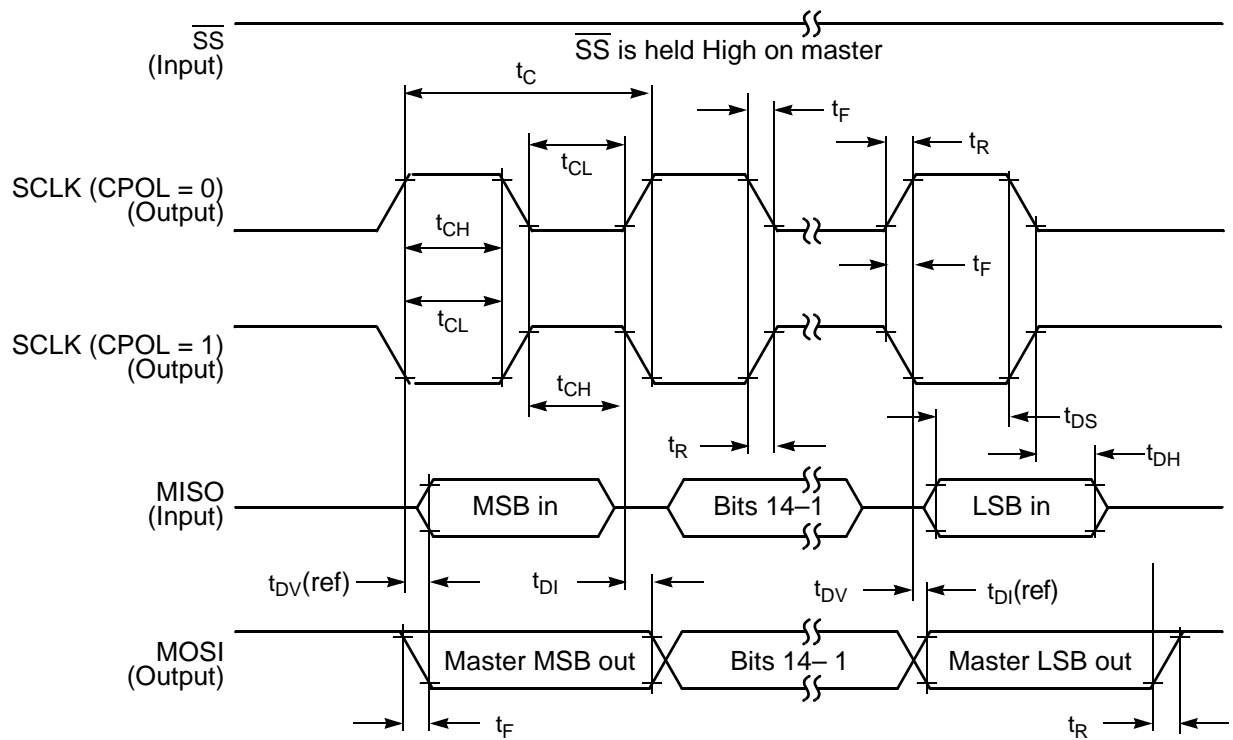 SS
(Input)
SS is held High on master
tC
tF
tR
tCL
SCLK (CPOL = 0)
(Output)
tCH
tF
tCL
SCLK (CPOL = 1)
(Output)
tCH
tDS
tR
tDH
MISO
(Input)
MSB in
Bits 14–1
LSB in
tDV(ref)
tDI
tDV
tDI(ref)
MOSI
(Output)
Master MSB out
Bits 14– 1
Master LSB out
tF
tR